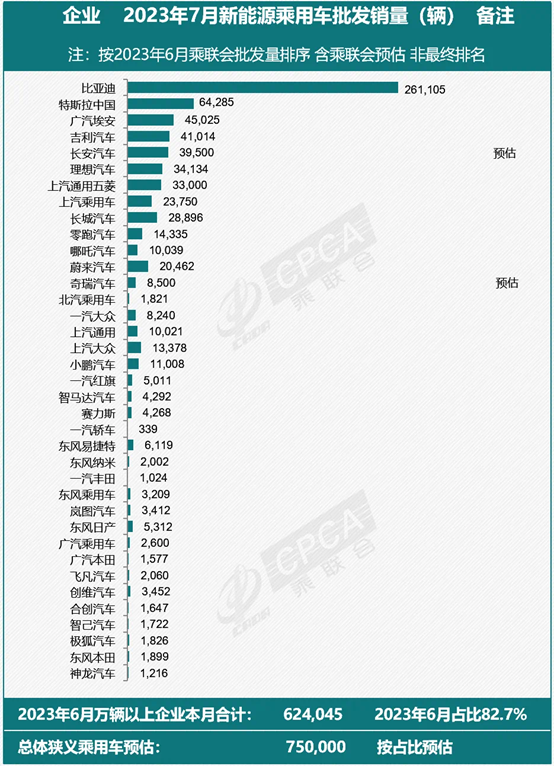 企业 2023年7月新能源乘用车批发销量（辆） 备注
注：按2023年6月乘联会批发量排序 含乘联会预估 非最终排名
比亚迪 261,105
特斯拉中国 64,285
广汽埃安 45,025
吉利汽车 41,014
长安汽车 39,500 预估
理想汽车 34,134
上汽通用五菱 33,000
上汽乘用车 23,750
长城汽车 28,896
零跑汽车 14,335
哪吒汽车 10,039
蔚来汽车 20,462
奇瑞汽车 8,500 预估
北汽乘用车 1,821
一汽大众 8,240
上汽通用 10,021
上汽大众 13,378
小鹏汽车 11,008
一汽红旗 5,011
智马达汽车 4,292
赛力斯 4,268
一汽轿车 339
东风易捷特 6,119
东风纳米 2,002
一汽丰田 1,024
东风乘用车 3,209
岚图汽车 3,412
东风日产 5,312
广汽乘用车 2,600
广汽本田 1,577
飞凡汽车 2,060
创维汽车 3,452
合创汽车 1,647
智己汽车 1,722
极狐汽车 1,826
东风本田 1,899
神龙汽车 1,216
CPCA
乘联会
CPCA
乘联会
2023年6月万辆以上企业本月合计： 624,045 2023年6月占比82.7%
总体狭义乘用车预估： 750,000 按占比预估